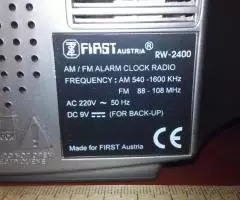 FIRST AUSTRIA ®
RW-2400
AM / FM ALARM CLOCK RADIO
FREQUENCY : AM 540 -1600 KHz
FM 88 - 108 MHz
AC 220V ~ 50 Hz
DC 9V ⎓ (FOR BACK-UP)
Made for FIRST AUSTRIA
CE